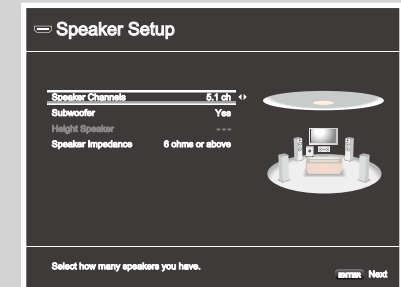 Speaker Setup
Speaker Channels 5.1 ch
Subwoofer Yes
Height Speaker ---
Speaker Impedance 6 ohms or above
Select how many speakers you have.
ENTER Next